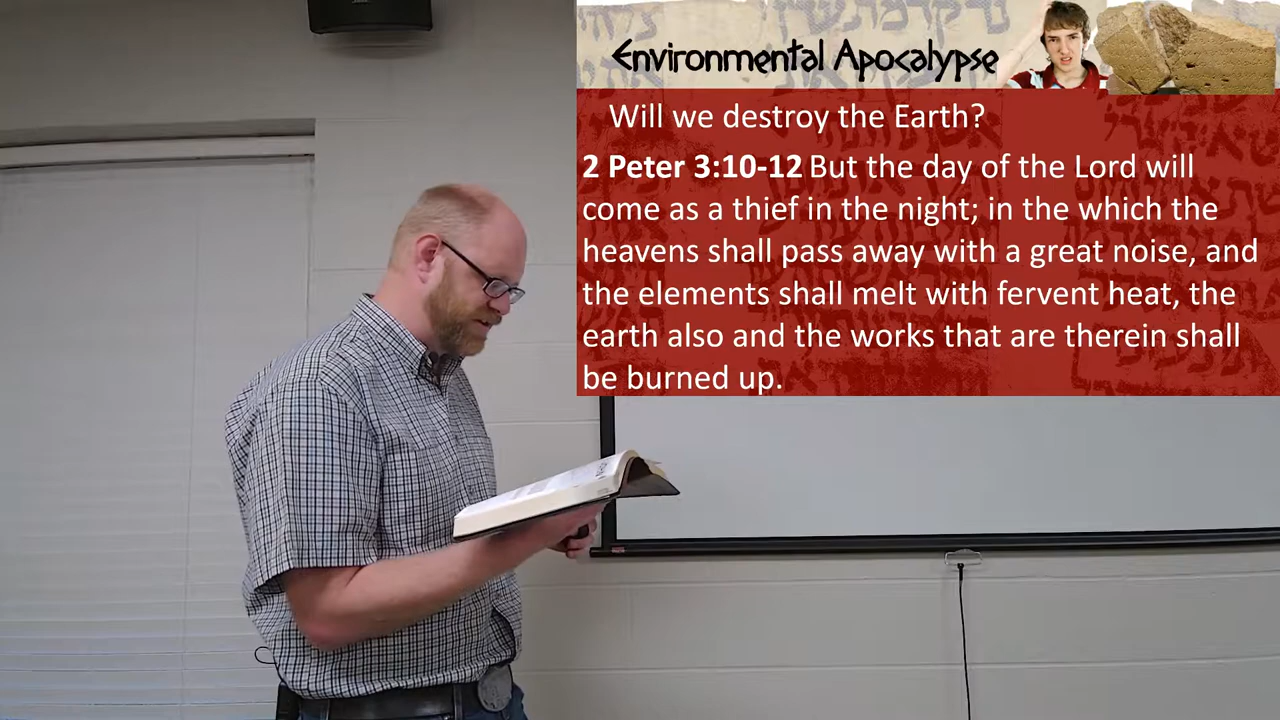 Environmental Apocalypse
Will we destroy the Earth?
2 Peter 3:10-12 But the day of the Lord will
come as a thief in the night; in the which the
heavens shall pass away with a great noise, and
the elements shall melt with fervent heat, the
earth also and the works that are therein shall
be burned up.